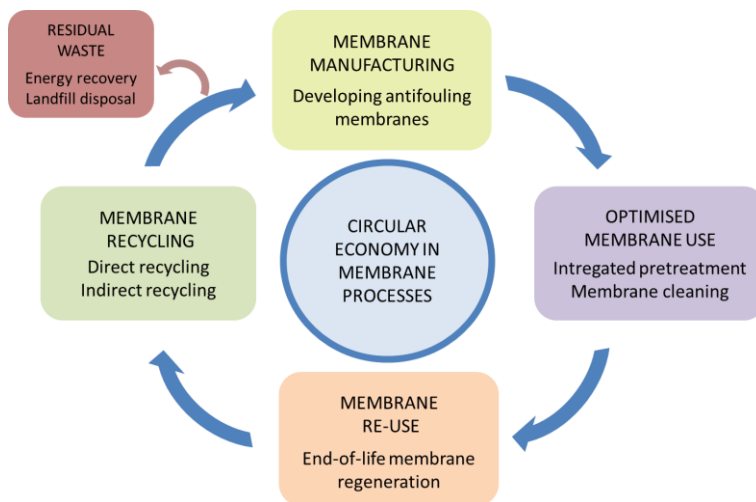 RESIDUAL
WASTE
Energy recovery
Landfill disposal
MEMBRANE
MANUFACTURING
Developing antifouling
membranes
MEMBRANE
RECYCLING
Direct recycling
Indirect recycling
CIRCULAR
ECONOMY IN
MEMBRANE
PROCESSES
OPTIMISED
MEMBRANE USE
Intregated pretreatment
Membrane cleaning
MEMBRANE
RE-USE
End-of-life membrane
regeneration